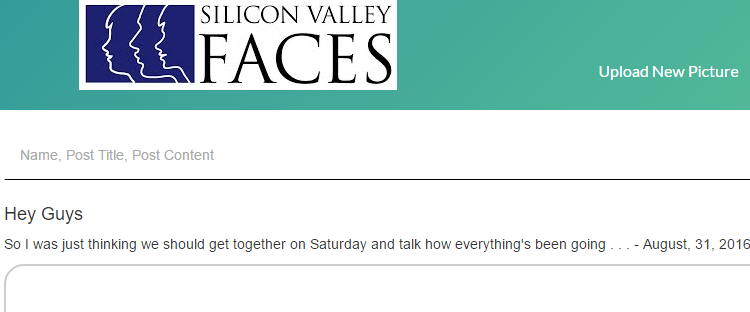 SILICON VALLEY
FACES
Upload New Picture
Name, Post Title, Post Content
Hey Guys
So I was just thinking we should get together on Saturday and talk how everything's been going . . . - August, 31, 2016